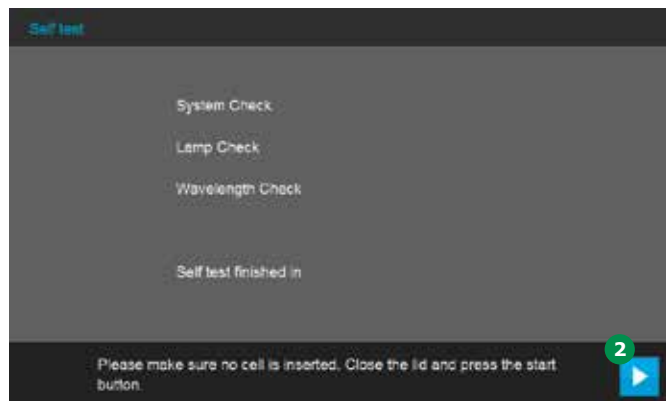 Self test
System Check
Lamp Check
Wavelength Check
Self test finished in
2
Please make sure no cell is inserted. Close the lid and press the start
button.